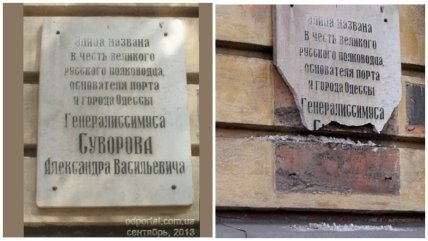 Улица названа
в честь великого
русского полководца,
основателя порта
и города Одессы
Генералиссимуса
Суворова
Александра Васильевича
odportal.com.ua
сентябрь, 2013
улица названа
в честь великого
русского полководца,
основателя порта
и города Одессы
Генералиссимуса